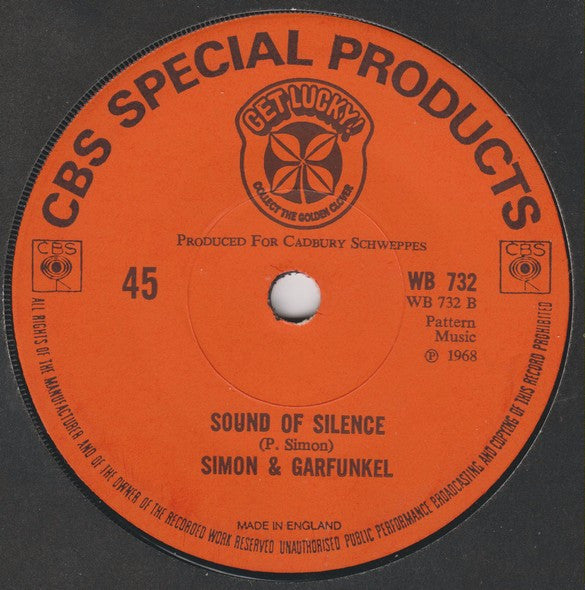 CBS SPECIAL PRODUCTS
GET LUCKY!
COLLECT THE GOLDEN CLOVER
PRODUCED FOR CADBURY SCHWEPPES
CBS
CBS
45
WB 732
WB 732 B
Pattern
Music
℗ 1968
SOUND OF SILENCE
(P. Simon)
SIMON & GARFUNKEL
MADE IN ENGLAND
ALL RIGHTS OF THE MANUFACTURER AND OF THE OWNER OF THE RECORDED WORK RESERVED UNAUTHORISED PUBLIC PERFORMANCE BROADCASTING AND COPYING OF THIS RECORD PROHIBITED